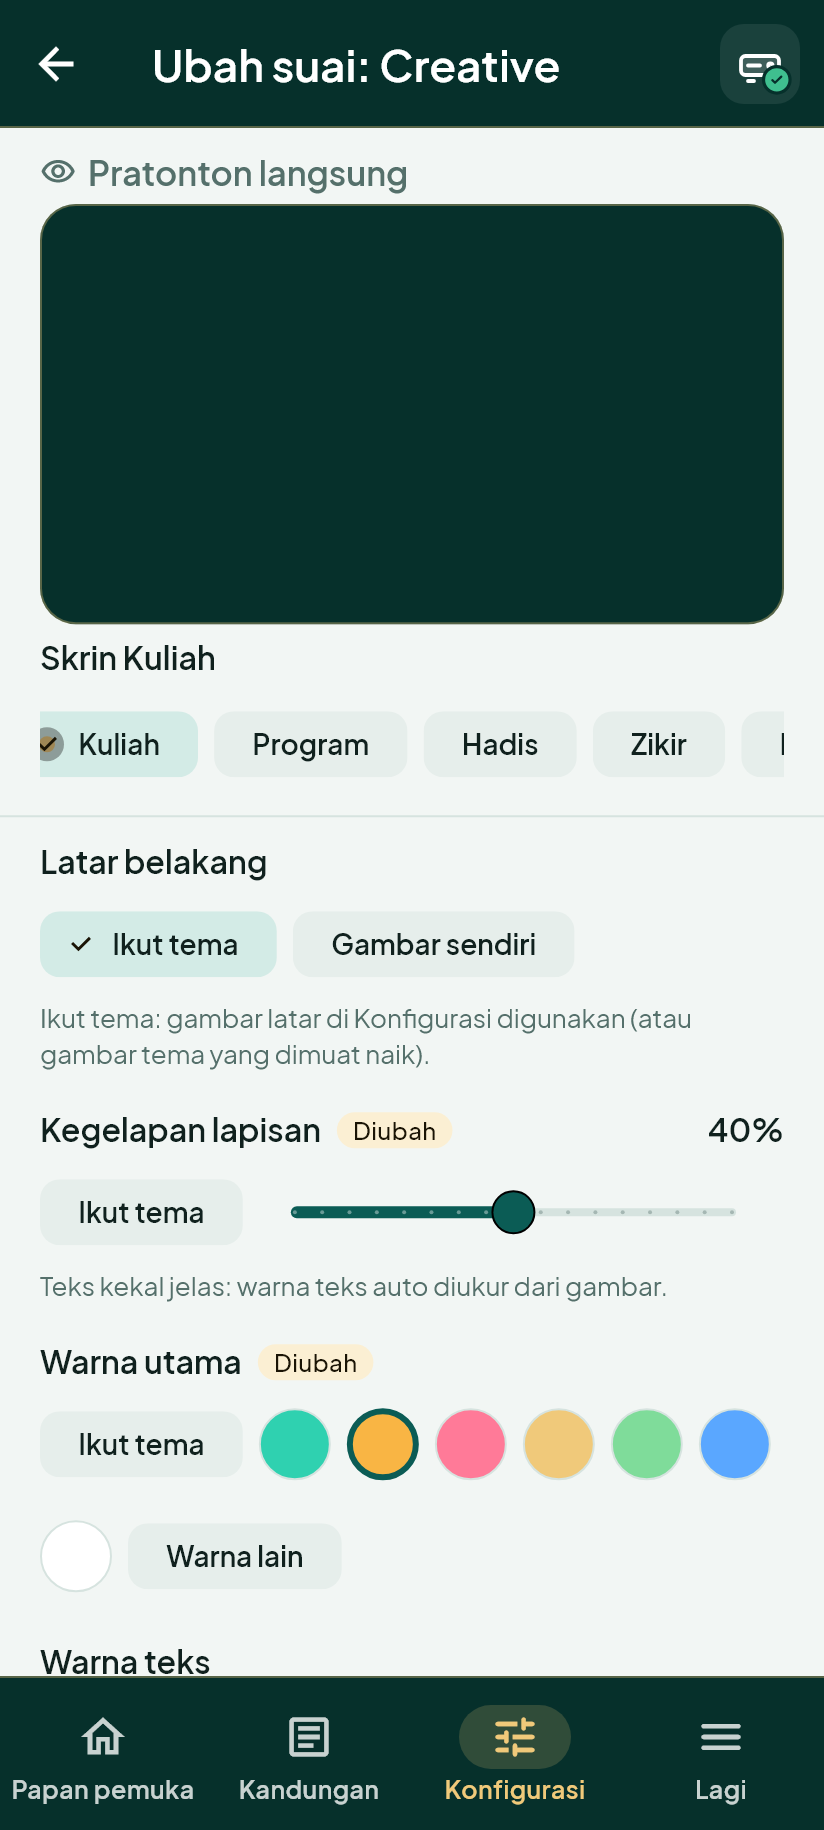 Ubah suai: Creative
Pratonton langsung
Skrin Kuliah
Kuliah
Program
Hadis
Zikir
Latar belakang
Ikut tema
Gambar sendiri
Ikut tema: gambar latar di Konfigurasi digunakan (atau
gambar tema yang dimuat naik).
Kegelapan lapisan Diubah 40%
Ikut tema
Teks kekal jelas: warna teks auto diukur dari gambar.
Warna utama Diubah
Ikut tema
Warna lain
Warna teks
Papan pemuka
Kandungan
Konfigurasi
Lagi